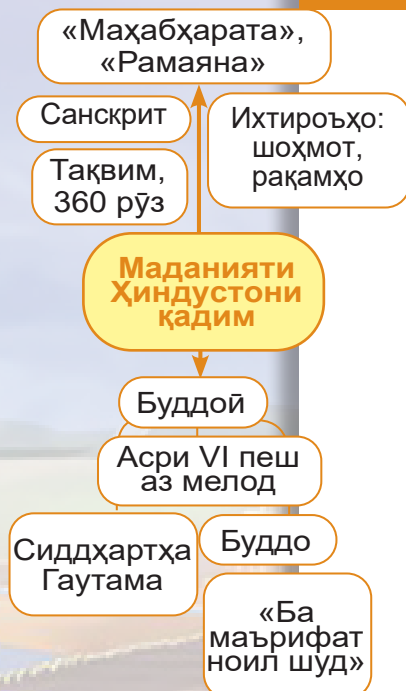 «Маҳабҳарата»,
«Рамаяна»
Санскрит
Ихтироъҳо:
шоҳмот,
рақамҳо
Тақвим,
360 рӯз
Маданияти
Ҳиндустони
қадим
Буддоӣ
Асри VI пеш
аз мелод
Сиддҳартҳа
Гаутама
Буддо
«Ба
маърифат
ноил шуд»